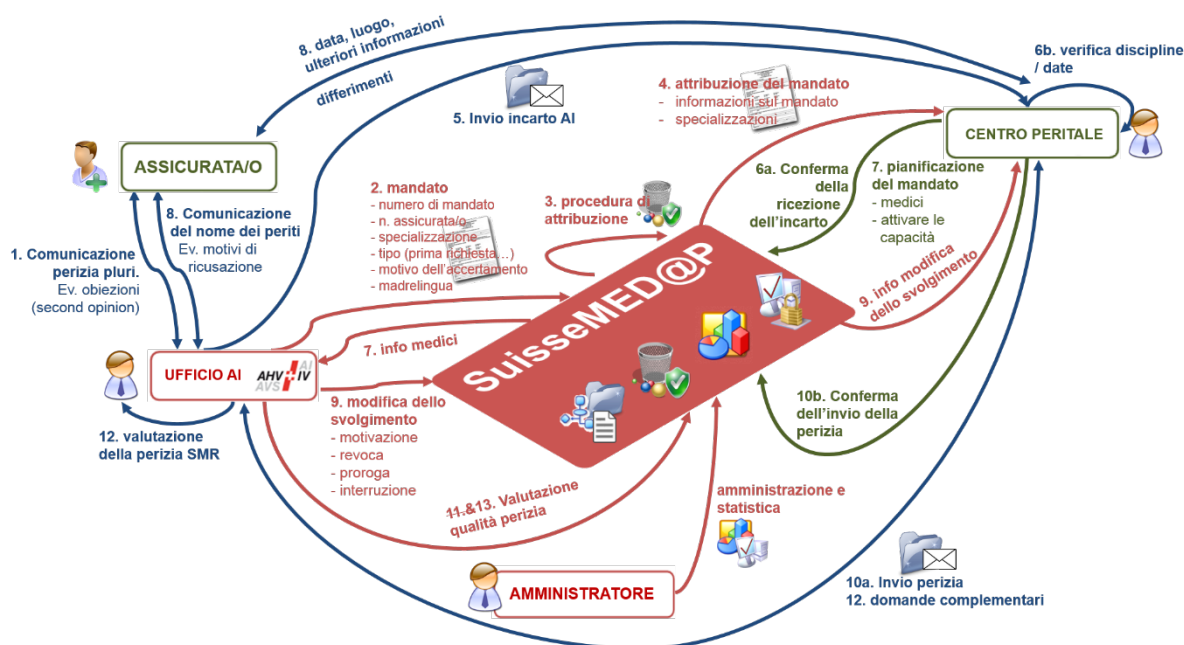 8. data, luogo,
ulteriori informazioni
differimenti
5. Invio incarto AI
4. attribuzione del mandato
- informazioni sul mandato
- specializzazioni
6b. verifica discipline
/ date
ASSICURATA/O
CENTRO PERITALE
1. Comunicazione
perizia pluri.
Ev. obiezioni
(second opinion)
8. Comunicazione
del nome dei periti
Ev. motivi di
ricusazione
2. mandato
- numero di mandato
- n. assicurata/o
- specializzazione
- tipo (prima richiesta…)
- motivo dell'accertamento
- madrelingua
3. procedura di
attribuzione
6a. Conferma
della
ricezione
dell'incarto
7. pianificazione
del mandato
- medici
- attivare le
capacità
SuisseMED@P
9. info modifica
dello svolgimento
7. info medici
UFFICIO AI
AHV
AVS
AI
IV
12. valutazione
della perizia SMR
9. modifica dello
svolgimento
- motivazione
- revoca
- proroga
- interruzione
10b. Conferma
dell'invio della
perizia
11.&13. Valutazione
qualità perizia
amministrazione e
statistica
AMMINISTRATORE
10a. Invio perizia
12. domande complementari